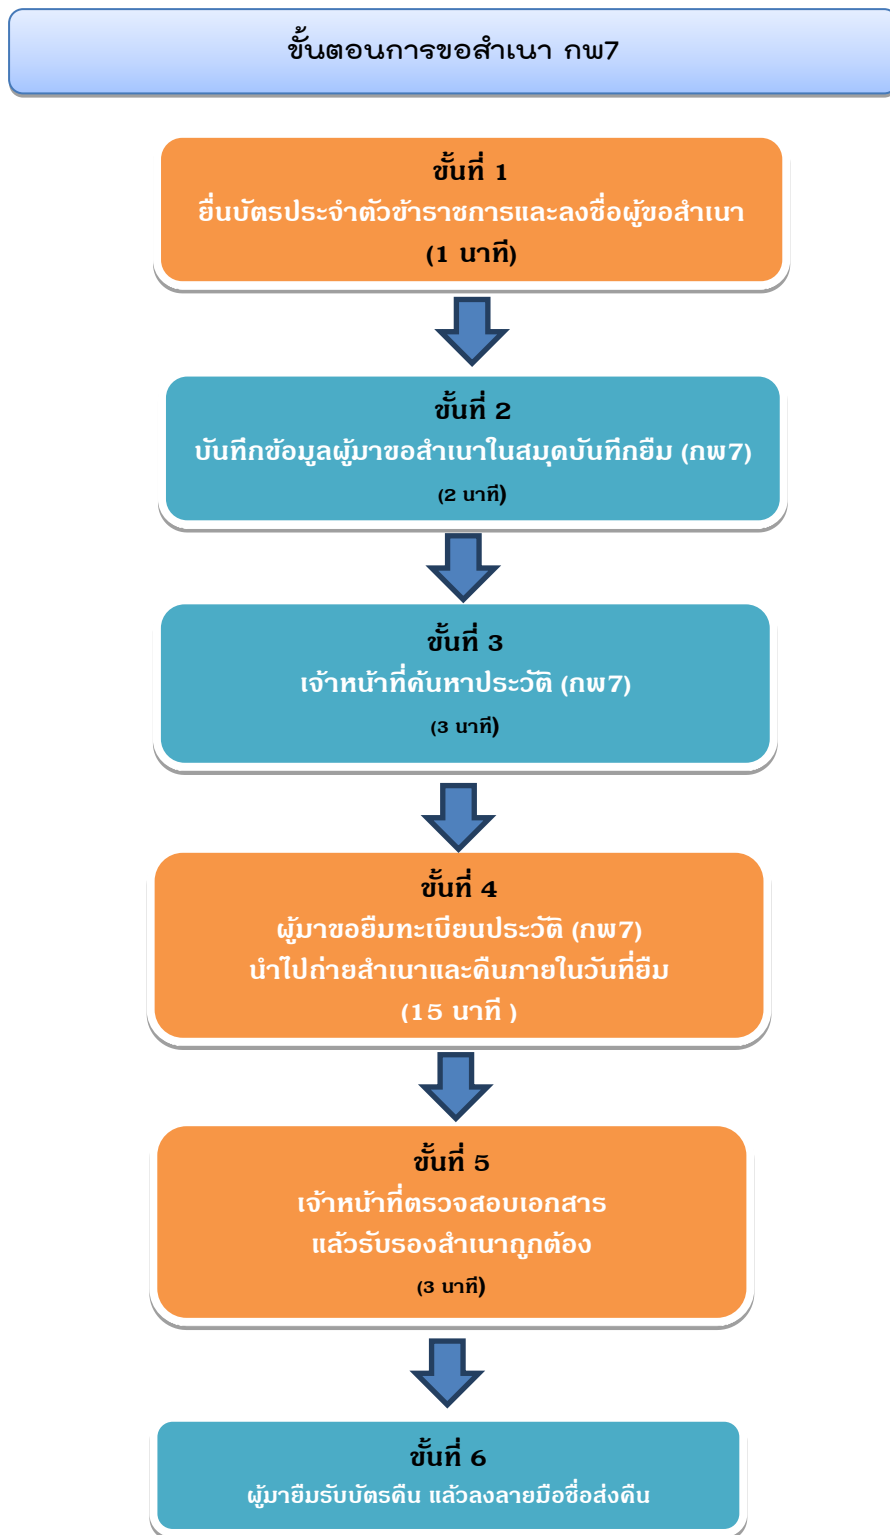 ขั้นตอนการขอสำเนา กพ7
ขั้นที่ 1
ยื่นบัตรประจำตัวข้าราชการและลงชื่อผู้ขอสำเนา
(1 นาที)
ขั้นที่ 2
บันทึกข้อมูลผู้มาขอสำเนาในสมุดบันทึกยืม (กพ7)
(2 นาที)
ขั้นที่ 3
เจ้าหน้าที่ค้นหาประวัติ (กพ7)
(3 นาที)
ขั้นที่ 4
ผู้มาขอยืมทะเบียนประวัติ (กพ7)
นำไปถ่ายสำเนาและคืนภายในวันที่ยืม
(15 นาที )
ขั้นที่ 5
เจ้าหน้าที่ตรวจสอบเอกสาร
แล้วรับรองสำเนาถูกต้อง
(3 นาที)
ขั้นที่ 6
ผู้มายืมรับบัตรคืน แล้วลงลายมือชื่อส่งคืน